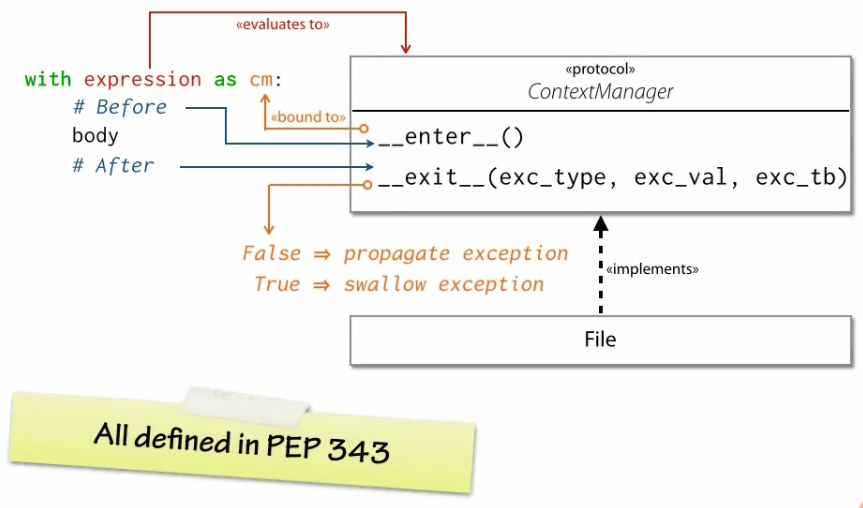 «evaluates to»
with expression as cm:
# Before
body
# After
«bound to»
«protocol»
ContextManager
__enter__()
__exit__(exc_type, exc_val, exc_tb)
False ⇒ propagate exception
True ⇒ swallow exception
«implements»
File
All defined in PEP 343